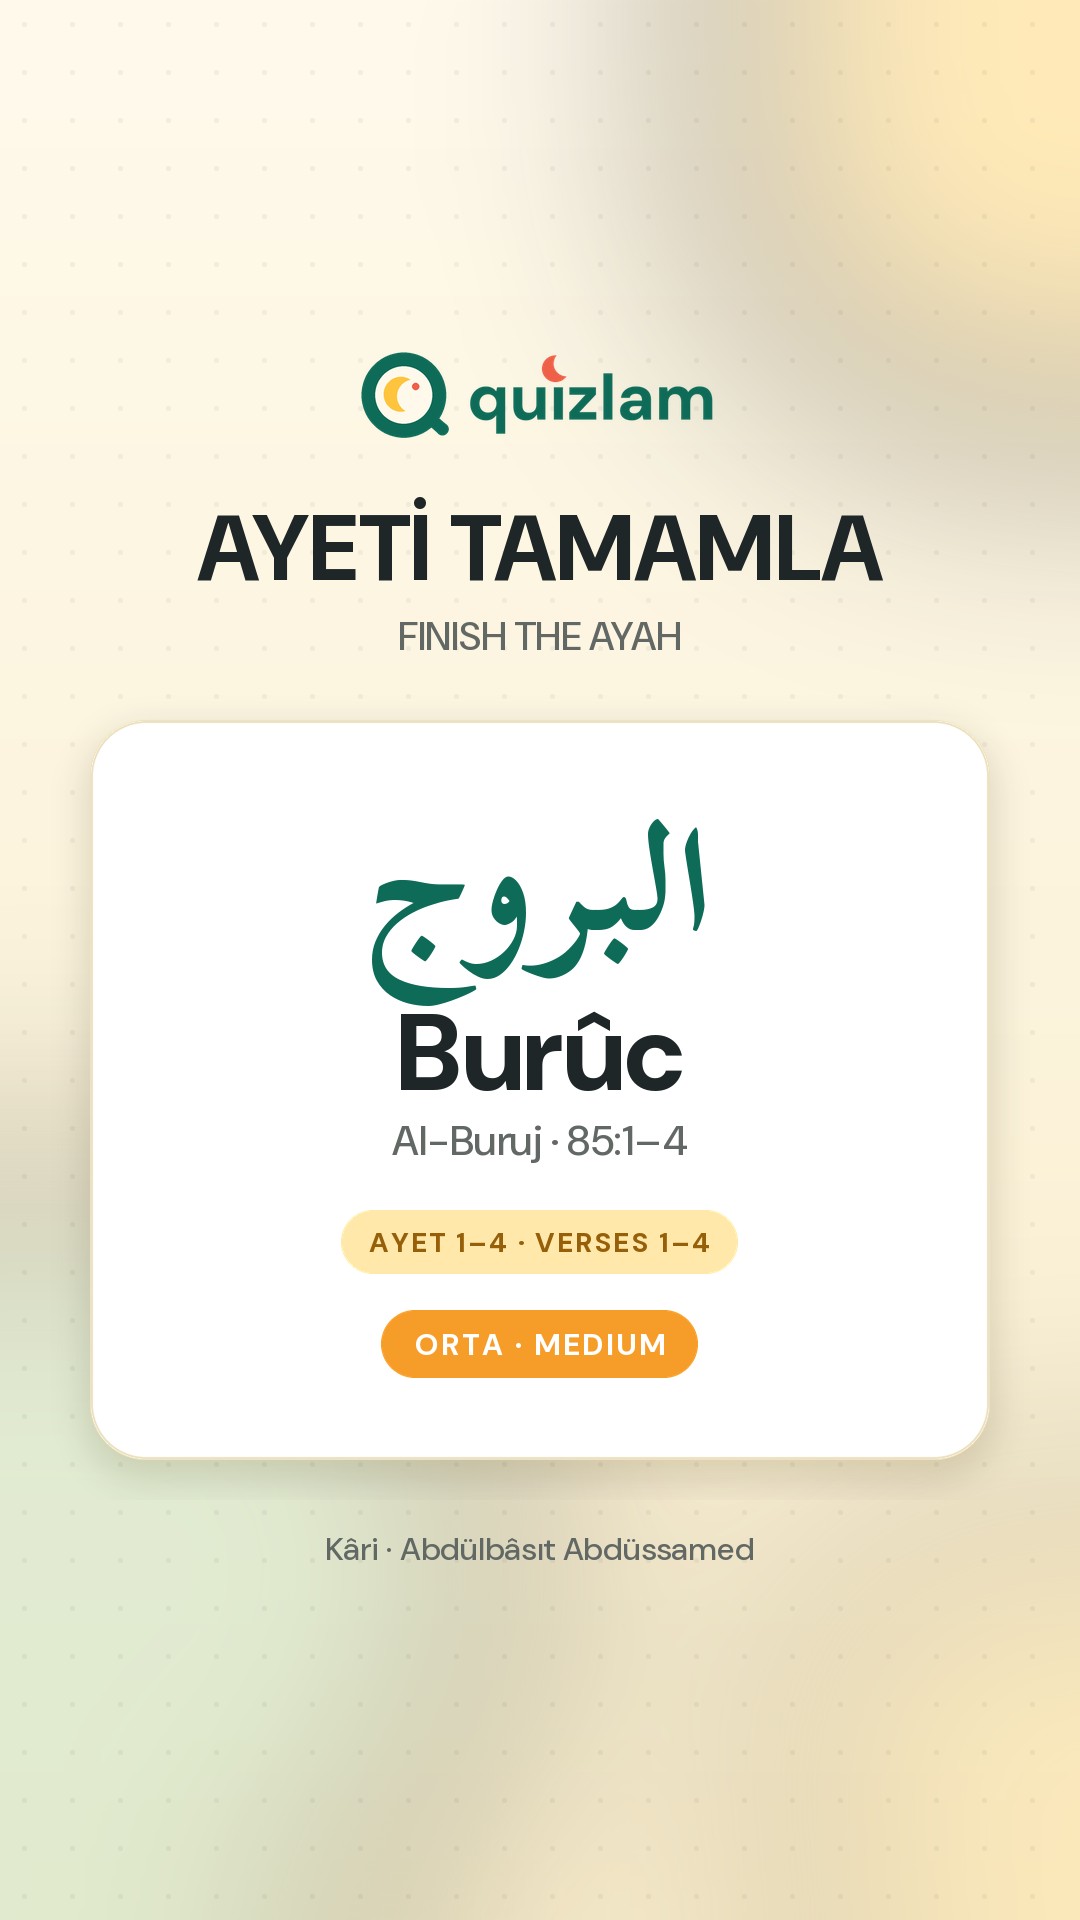 quizlam
AYETİ TAMAMLA
FINISH THE AYAH
البروج
Burûc
Al-Buruj · 85:1–4
AYET 1–4 · VERSES 1–4
ORTA · MEDIUM
Kâri · Abdülbâsıt Abdüssamed